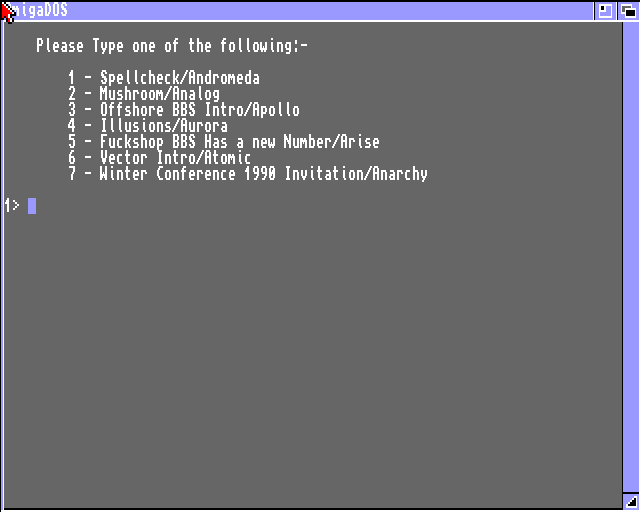 migaDOS
Please Type one of the following:-
1 - Spellcheck/Andromeda
2 - Mushroom/Analog
3 - Offshore BBS Intro/Apollo
4 - Illusions/Aurora
5 - Fuckshop BBS Has a new Number/Arise
6 - Vector Intro/Atomic
7 - Winter Conference 1990 Invitation/Anarchy
1>